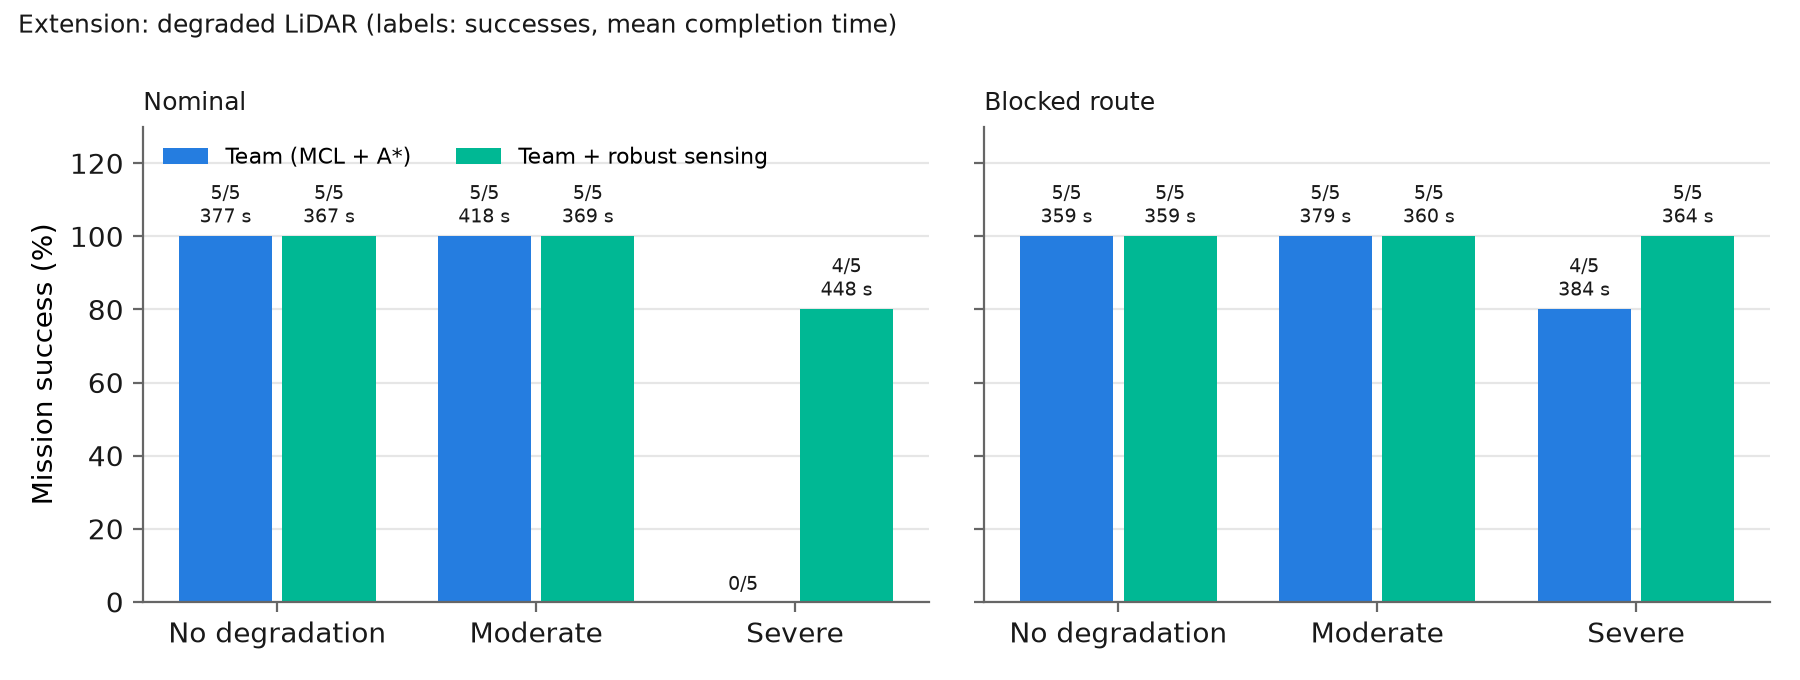 Extension: degraded LiDAR (labels: successes, mean completion time)
Nominal
Team (MCL + A*)
Team + robust sensing
Mission success (%)
120
100
80
60
40
20
0
5/5
377 s
5/5
367 s
5/5
418 s
5/5
369 s
0/5
4/5
448 s
No degradation
Moderate
Severe
Blocked route
5/5
359 s
5/5
359 s
5/5
379 s
5/5
360 s
4/5
384 s
5/5
364 s
No degradation
Moderate
Severe